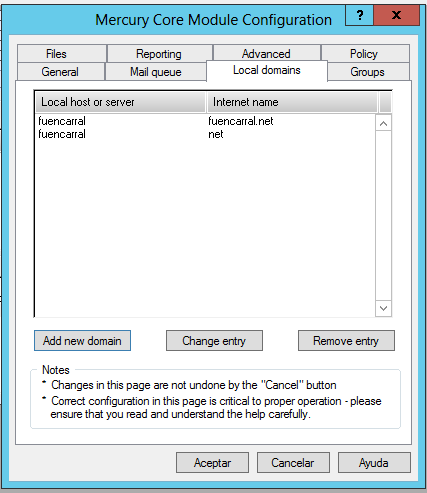 Mercury Core Module Configuration
?
x
Files
Reporting
Advanced
Policy
General
Mail queue
Local domains
Groups
Local host or server
Internet name
fuencarral
fuencarral.net
fuencarral
net
Add new domain
Change entry
Remove entry
Notes
* Changes in this page are not undone by the "Cancel" button
* Correct configuration in this page is critical to proper operation - please
ensure that you read and understand the help carefully.
Aceptar
Cancelar
Ayuda